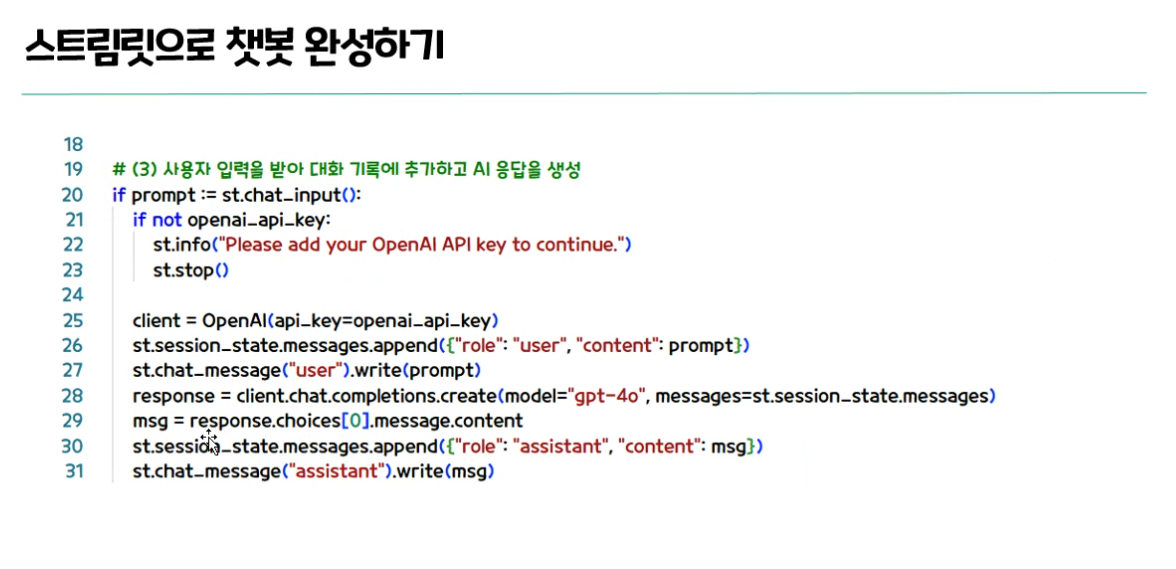 스트림릿으로 챗봇 완성하기
18
19 # (3) 사용자 입력을 받아 대화 기록에 추가하고 AI 응답을 생성
20 if prompt := st.chat_input():
21     if not openai_api_key:
22         st.info("Please add your OpenAI API key to continue.")
23         st.stop()
24
25     client = OpenAI(api_key=openai_api_key)
26     st.session_state.messages.append({"role": "user", "content": prompt})
27     st.chat_message("user").write(prompt)
28     response = client.chat.completions.create(model="gpt-4o", messages=st.session_state.messages)
29     msg = response.choices[0].message.content
30     st.session_state.messages.append({"role": "assistant", "content": msg})
31     st.chat_message("assistant").write(msg)